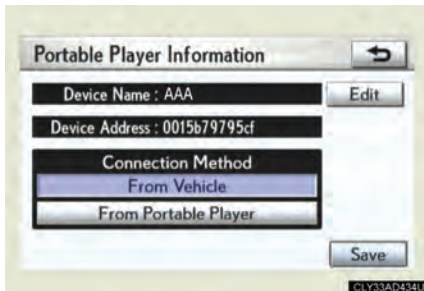 Portable Player Information
Device Name : AAA
Edit
Device Address : 0015b79795cf
Connection Method
From Vehicle
From Portable Player
Save
CLY33AD434U